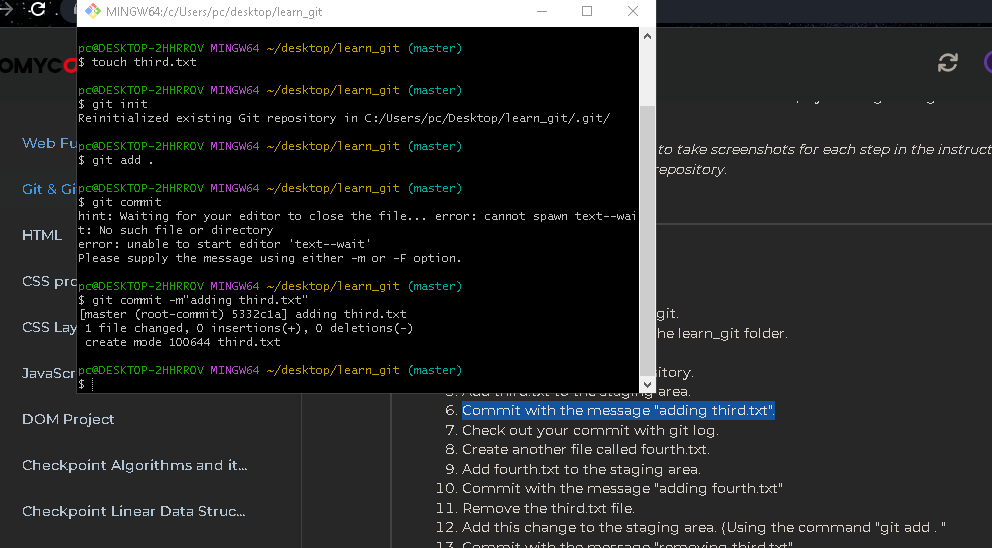 MINGW64:/c/Users/pc/desktop/learn_git
pc@DESKTOP-2HHRROV MINGW64 ~/desktop/learn_git (master)
$ touch third.txt
pc@DESKTOP-2HHRROV MINGW64 ~/desktop/learn_git (master)
$ git init
Reinitialized existing Git repository in C:/Users/pc/Desktop/learn_git/.git/
pc@DESKTOP-2HHRROV MINGW64 ~/desktop/learn_git (master)
$ git add .
pc@DESKTOP-2HHRROV MINGW64 ~/desktop/learn_git (master)
$ git commit
hint: Waiting for your editor to close the file... error: cannot spawn text--wai
t: No such file or directory
error: unable to start editor 'text--wait'
Please supply the message using either -m or -F option.
pc@DESKTOP-2HHRROV MINGW64 ~/desktop/learn_git (master)
$ git commit -m"adding third.txt"
[master (root-commit) 5332c1a] adding third.txt
 1 file changed, 0 insertions(+), 0 deletions(-)
 create mode 100644 third.txt
pc@DESKTOP-2HHRROV MINGW64 ~/desktop/learn_git (master)
$
OMYC
Web Fu
Git & Gi
HTML
CSS pro
CSS Lay
JavaScr
DOM Project
Checkpoint Algorithms and it...
Checkpoint Linear Data Struc...
to take screenshots for each step in the instruct
repository.
git.
he learn_git folder.
itory.
5. Add third.txt to the staging area.
6. Commit with the message "adding third.txt".
7. Check out your commit with git log.
8. Create another file called fourth.txt.
9. Add fourth.txt to the staging area.
10. Commit with the message "adding fourth.txt"
11. Remove the third.txt file.
12. Add this change to the staging area. (Using the command "git add . "
13. Commit with the message "removing third.txt"